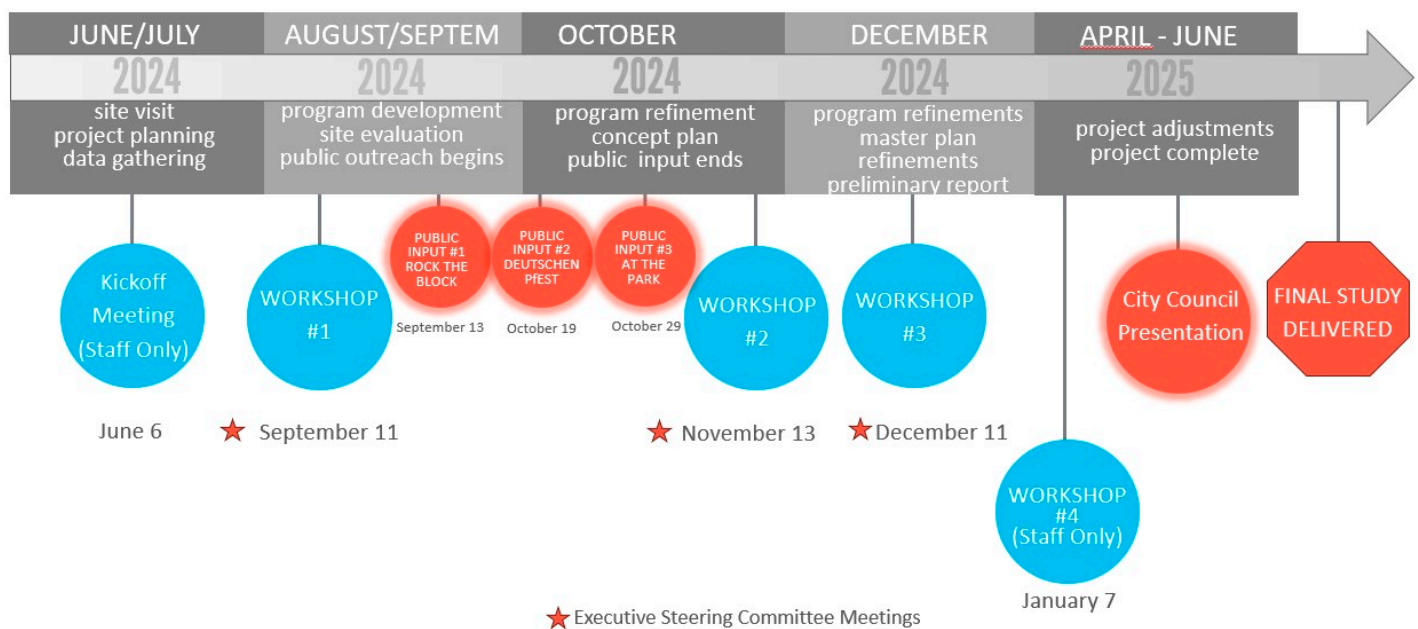 JUNE/JULY
2024
site visit
project planning
data gathering
AUGUST/SEPTEM
2024
program development
site evaluation
public outreach begins
OCTOBER
2024
program refinement
concept plan
public input ends
DECEMBER
2024
program refinements
master plan
refinements
preliminary report
APRIL - JUNE
2025
project adjustments
project complete
Kickoff
Meeting
(Staff Only)
June 6
WORKSHOP
#1
September 11
PUBLIC
INPUT #1
ROCK THE
BLOCK
September 13
PUBLIC
INPUT #2
DEUTSCHEN
PfEST
October 19
PUBLIC
INPUT #3
AT THE
PARK
October 29
WORKSHOP
#2
November 13
WORKSHOP
#3
December 11
WORKSHOP
#4
(Staff Only)
January 7
City Council
Presentation
FINAL STUDY
DELIVERED
Executive Steering Committee Meetings